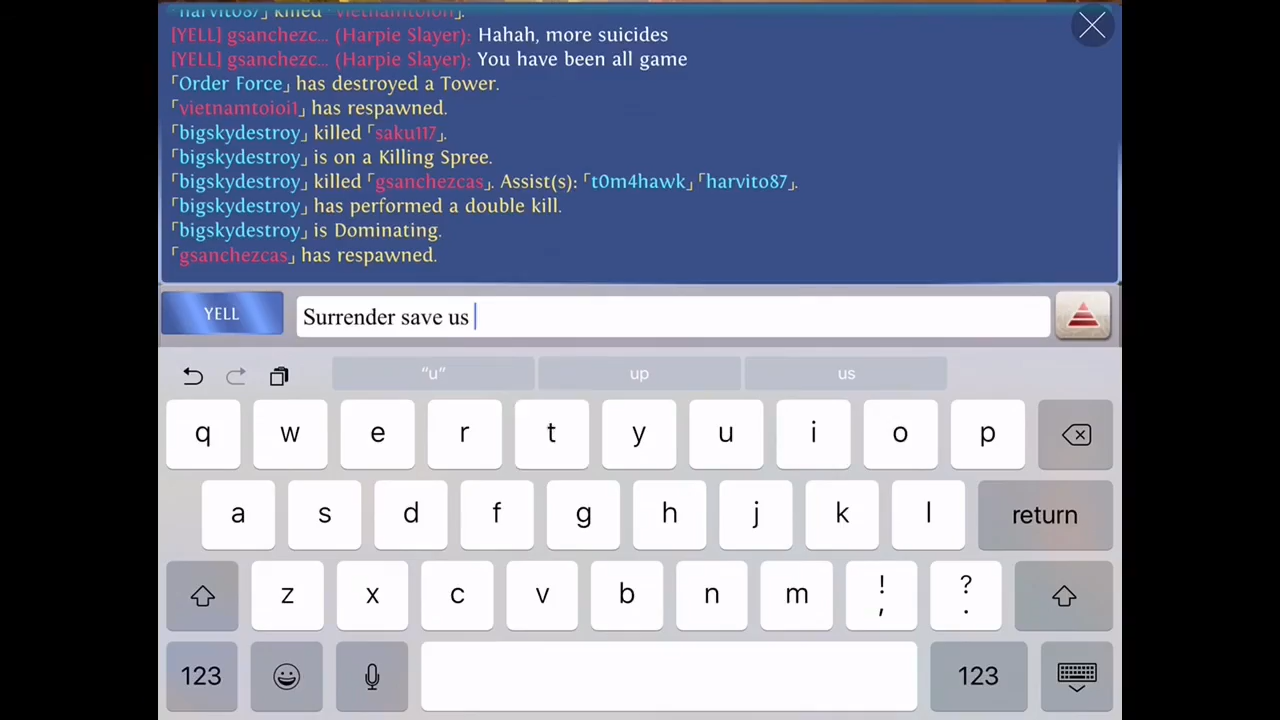 harvito87」 killed 「vietnamtoioi1」.
[YELL] gsanchezc... (Harpie Slayer): Hahah, more suicides
[YELL] gsanchezc... (Harpie Slayer): You have been all game
「Order Force」 has destroyed a Tower.
「vietnamtoioi1」 has respawned.
「bigskydestroy」 killed 「saku117」.
「bigskydestroy」 is on a Killing Spree.
「bigskydestroy」 killed 「gsanchezcas」. Assist(s): 「t0m4hawk」「harvito87」.
「bigskydestroy」 has performed a double kill.
「bigskydestroy」 is Dominating.
「gsanchezcas」 has respawned.
YELL Surrender save us
“u” up us
q w e r t y u i o p
a s d f g h j k l return
z x c v b n m ! , ? .
123 123